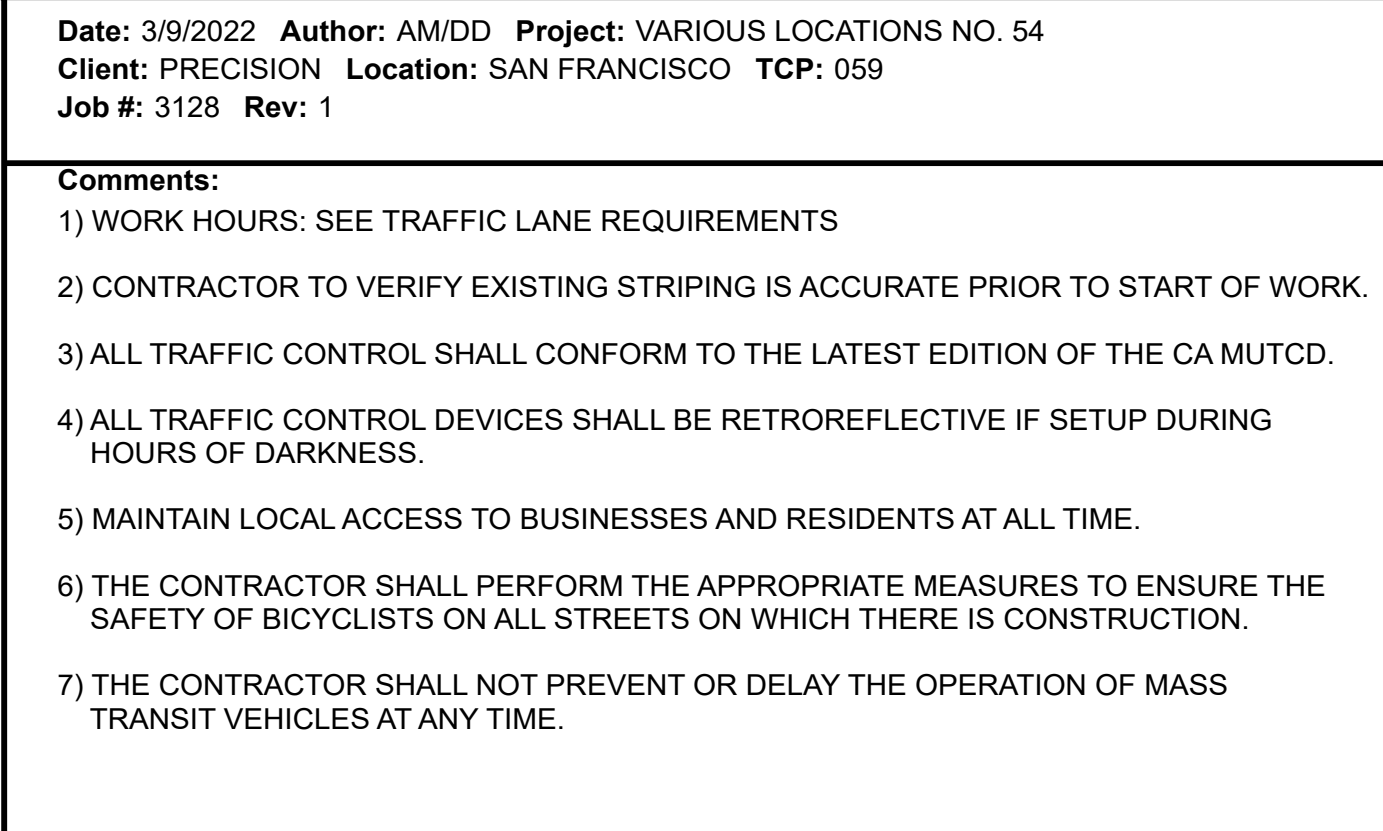 Date: 3/9/2022 Author: AM/DD Project: VARIOUS LOCATIONS NO. 54
Client: PRECISION Location: SAN FRANCISCO TCP: 059
Job #: 3128 Rev: 1
Comments:
1) WORK HOURS: SEE TRAFFIC LANE REQUIREMENTS
2) CONTRACTOR TO VERIFY EXISTING STRIPING IS ACCURATE PRIOR TO START OF WORK.
3) ALL TRAFFIC CONTROL SHALL CONFORM TO THE LATEST EDITION OF THE CA MUTCD.
4) ALL TRAFFIC CONTROL DEVICES SHALL BE RETROREFLECTIVE IF SETUP DURING
HOURS OF DARKNESS.
5) MAINTAIN LOCAL ACCESS TO BUSINESSES AND RESIDENTS AT ALL TIME.
6) THE CONTRACTOR SHALL PERFORM THE APPROPRIATE MEASURES TO ENSURE THE
SAFETY OF BICYCLISTS ON ALL STREETS ON WHICH THERE IS CONSTRUCTION.
7) THE CONTRACTOR SHALL NOT PREVENT OR DELAY THE OPERATION OF MASS
TRANSIT VEHICLES AT ANY TIME.